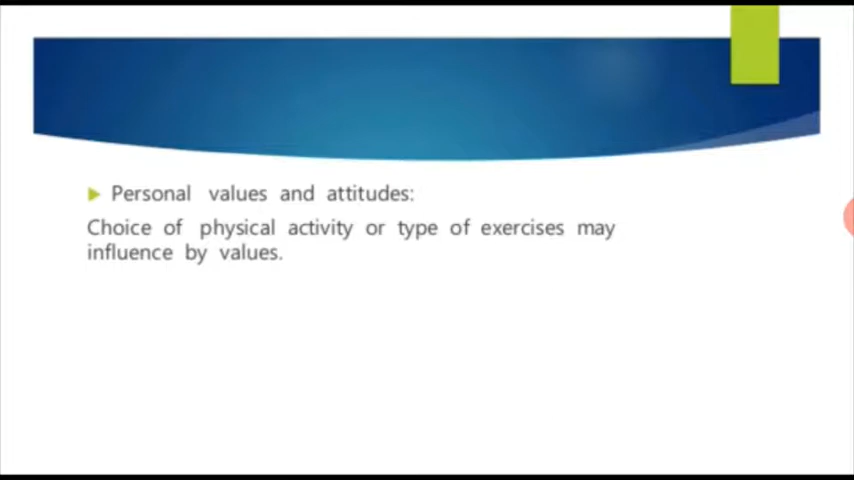 Personal values and attitudes:
Choice of physical activity or type of exercises may
influence by values.